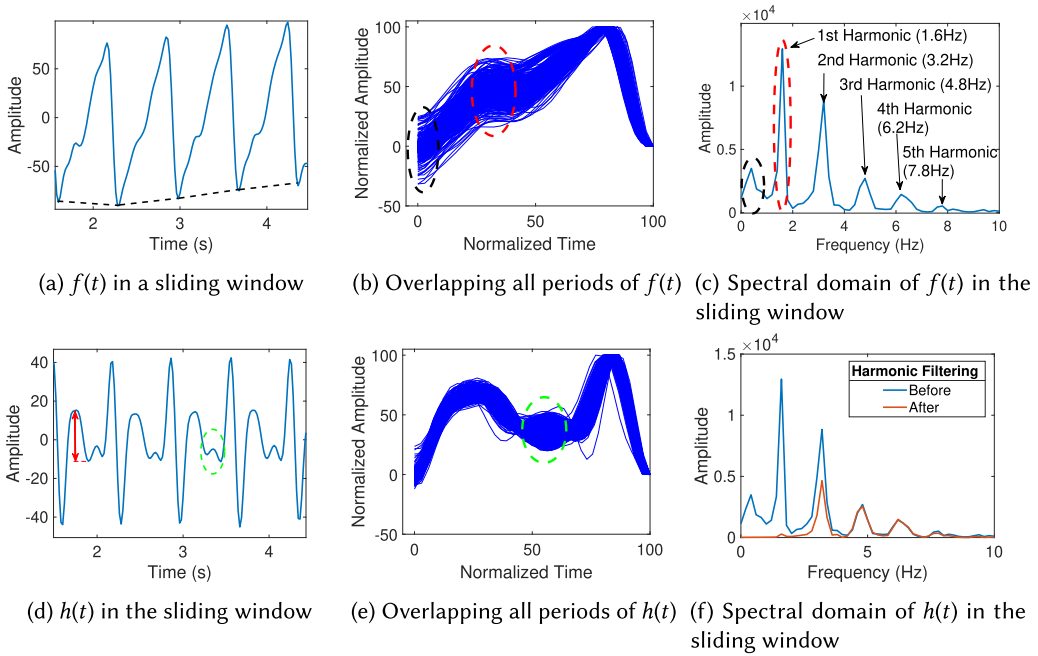 50
0
-50
Amplitude
2
3
4
Time (s)
(a) f(t) in a sliding window
100
50
0
-50
Normalized Amplitude
0
50
100
Normalized Time
(b) Overlapping all periods of f(t)
×10⁴
1
0.5
0
Amplitude
1st Harmonic (1.6Hz)
2nd Harmonic (3.2Hz)
3rd Harmonic (4.8Hz)
4th Harmonic
(6.2Hz)
5th Harmonic
(7.8Hz)
0
2
4
6
8
10
Frequency (Hz)
(c) Spectral domain of f(t) in the
sliding window
40
20
0
-20
-40
Amplitude
2
3
4
Time (s)
(d) h(t) in the sliding window
100
50
0
-50
Normalized Amplitude
0
50
100
Normalized Time
(e) Overlapping all periods of h(t)
×10⁴
1.5
1
0.5
0
Amplitude
Harmonic Filtering
Before
After
0
5
10
Frequency (Hz)
(f) Spectral domain of h(t) in the
sliding window